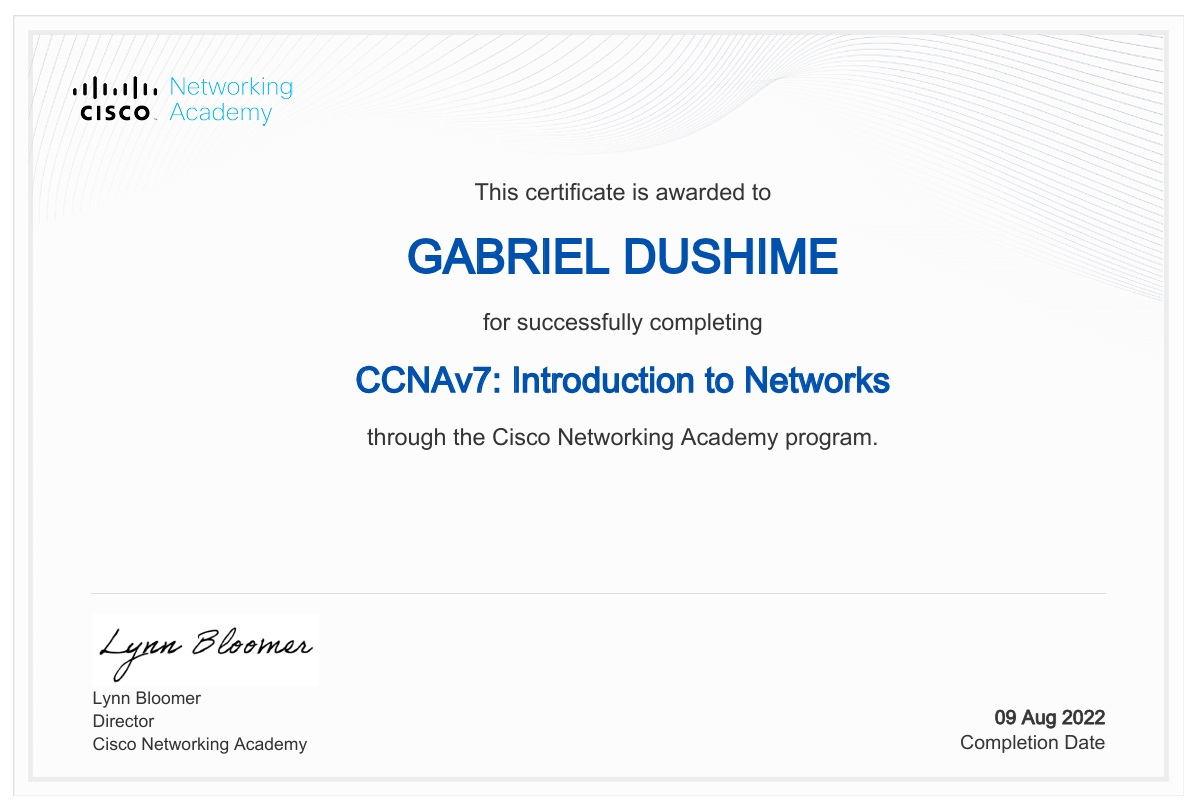 CISCO Networking
Academy
This certificate is awarded to
GABRIEL DUSHIME
for successfully completing
CCNAv7: Introduction to Networks
through the Cisco Networking Academy program.
Lynn Bloomer
Lynn Bloomer
Director
Cisco Networking Academy
09 Aug 2022
Completion Date